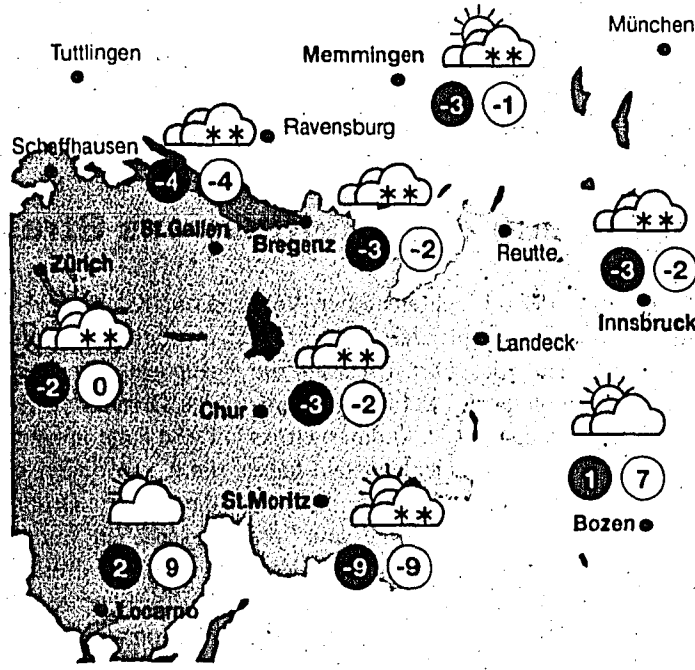 München
Tuttlingen
Memmingen
-3 -1
Ravensburg
Schaffhausen
-4 -4
St.Gallen
Bregenz
-3 -2
Reutte
-3 -2
Innsbruck
Zürich
-2 0
Landeck
Chur
-3 -2
1 7
Bozen
St.Moritz
2 9
-9 -9
Locarno